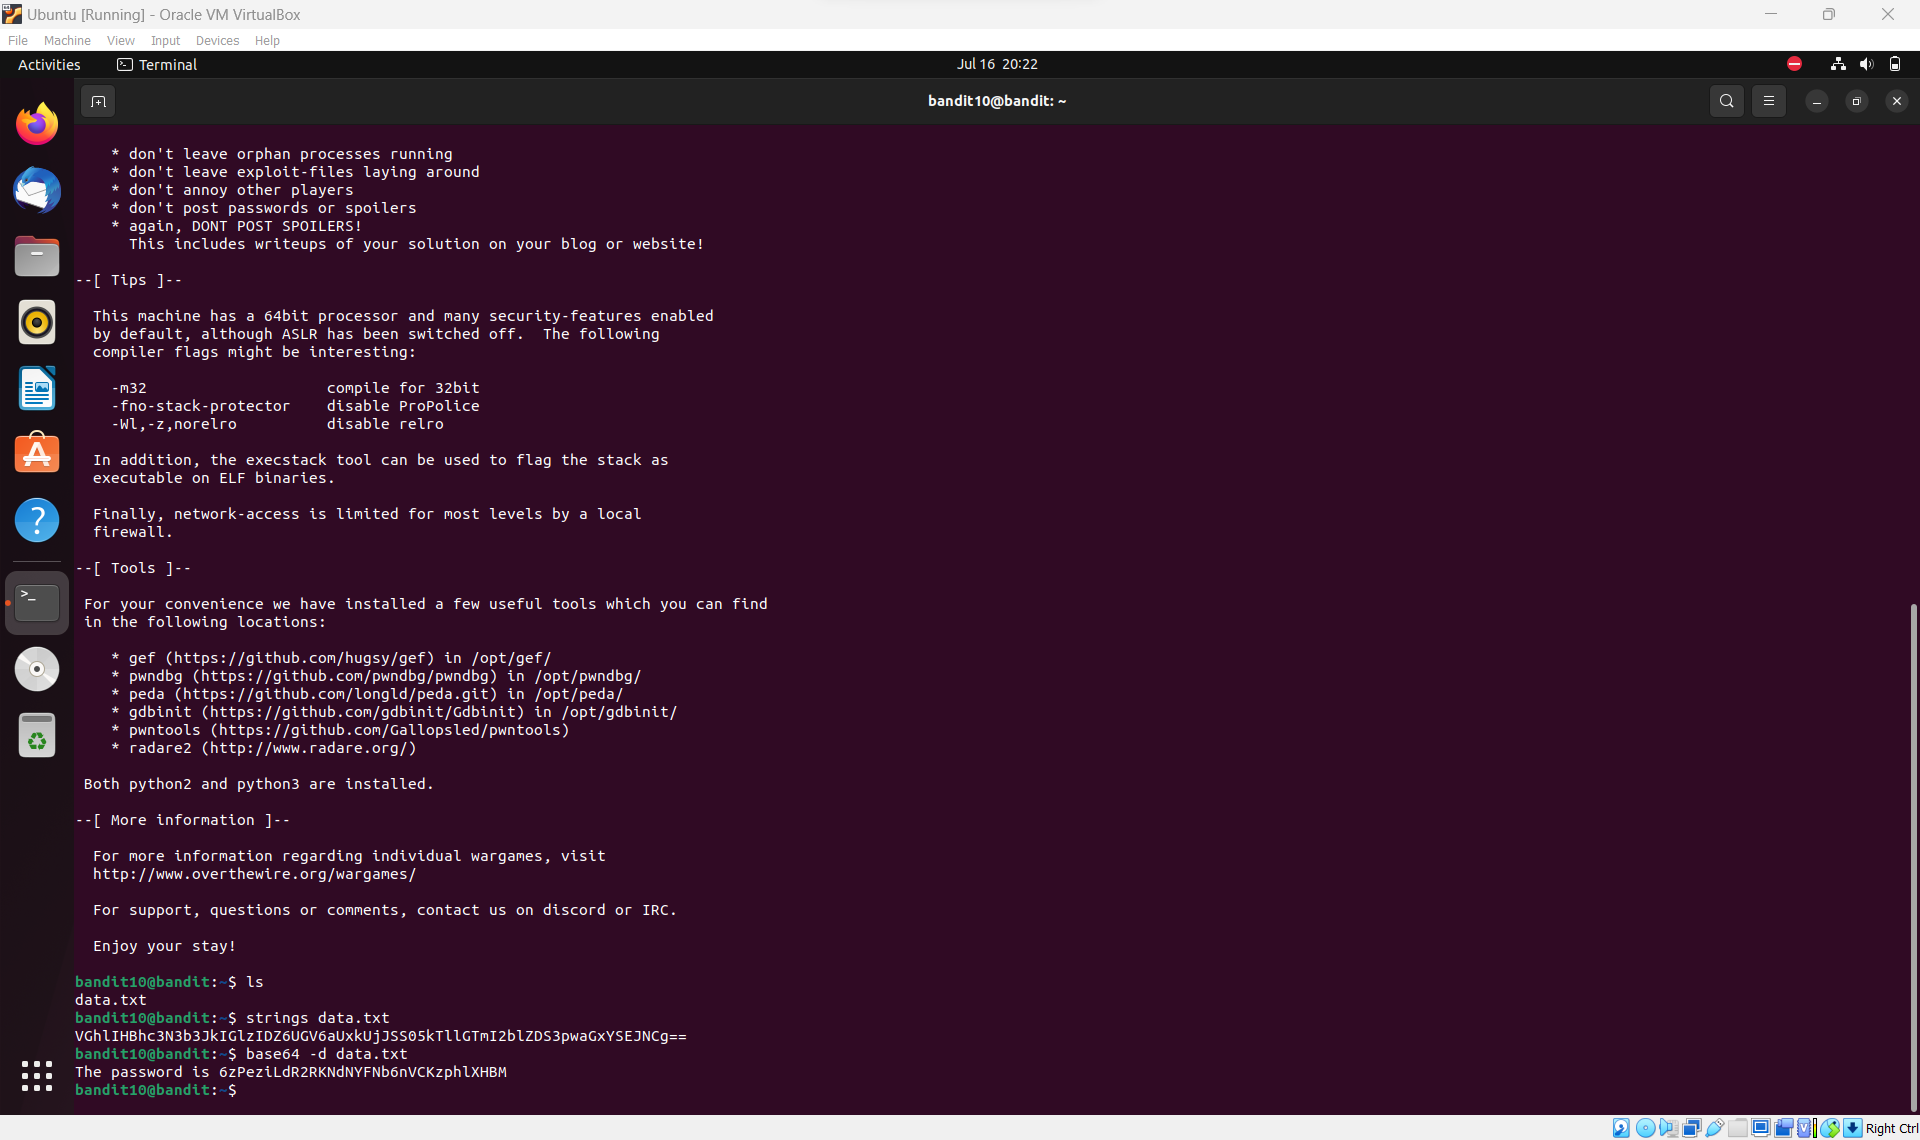 Ubuntu [Running] - Oracle VM VirtualBox
File Machine View Input Devices Help
Activities Terminal Jul 16 20:22
bandit10@bandit: ~
* don't leave orphan processes running
* don't leave exploit-files laying around
* don't annoy other players
* don't post passwords or spoilers
* again, DONT POST SPOILERS!
This includes writeups of your solution on your blog or website!
--[ Tips ]--
This machine has a 64bit processor and many security-features enabled
by default, although ASLR has been switched off.  The following
compiler flags might be interesting:
-m32                    compile for 32bit
-fno-stack-protector    disable ProPolice
-Wl,-z,norelro          disable relro
In addition, the execstack tool can be used to flag the stack as
executable on ELF binaries.
Finally, network-access is limited for most levels by a local
firewall.
--[ Tools ]--
For your convenience we have installed a few useful tools which you can find
in the following locations:
* gef (https://github.com/hugsy/gef) in /opt/gef/
* pwndbg (https://github.com/pwndbg/pwndbg) in /opt/pwndbg/
* peda (https://github.com/longld/peda.git) in /opt/peda/
* gdbinit (https://github.com/gdbinit/Gdbinit) in /opt/gdbinit/
* pwntools (https://github.com/Gallopsled/pwntools)
* radare2 (http://www.radare.org/)
Both python2 and python3 are installed.
--[ More information ]--
For more information regarding individual wargames, visit
http://www.overthewire.org/wargames/
For support, questions or comments, contact us on discord or IRC.
Enjoy your stay!
bandit10@bandit:~$ ls
data.txt
bandit10@bandit:~$ strings data.txt
VGhlIHBhc3N3b3JkIGlzIDZ6UGV6aUxkUjJSS05kTllGTmI2blZDS3pwaGxYSEJNCg==
bandit10@bandit:~$ base64 -d data.txt
The password is 6zPeziLdR2RKNdNYFNb6nVCKzphlXHBM
bandit10@bandit:~$
Right Ctrl